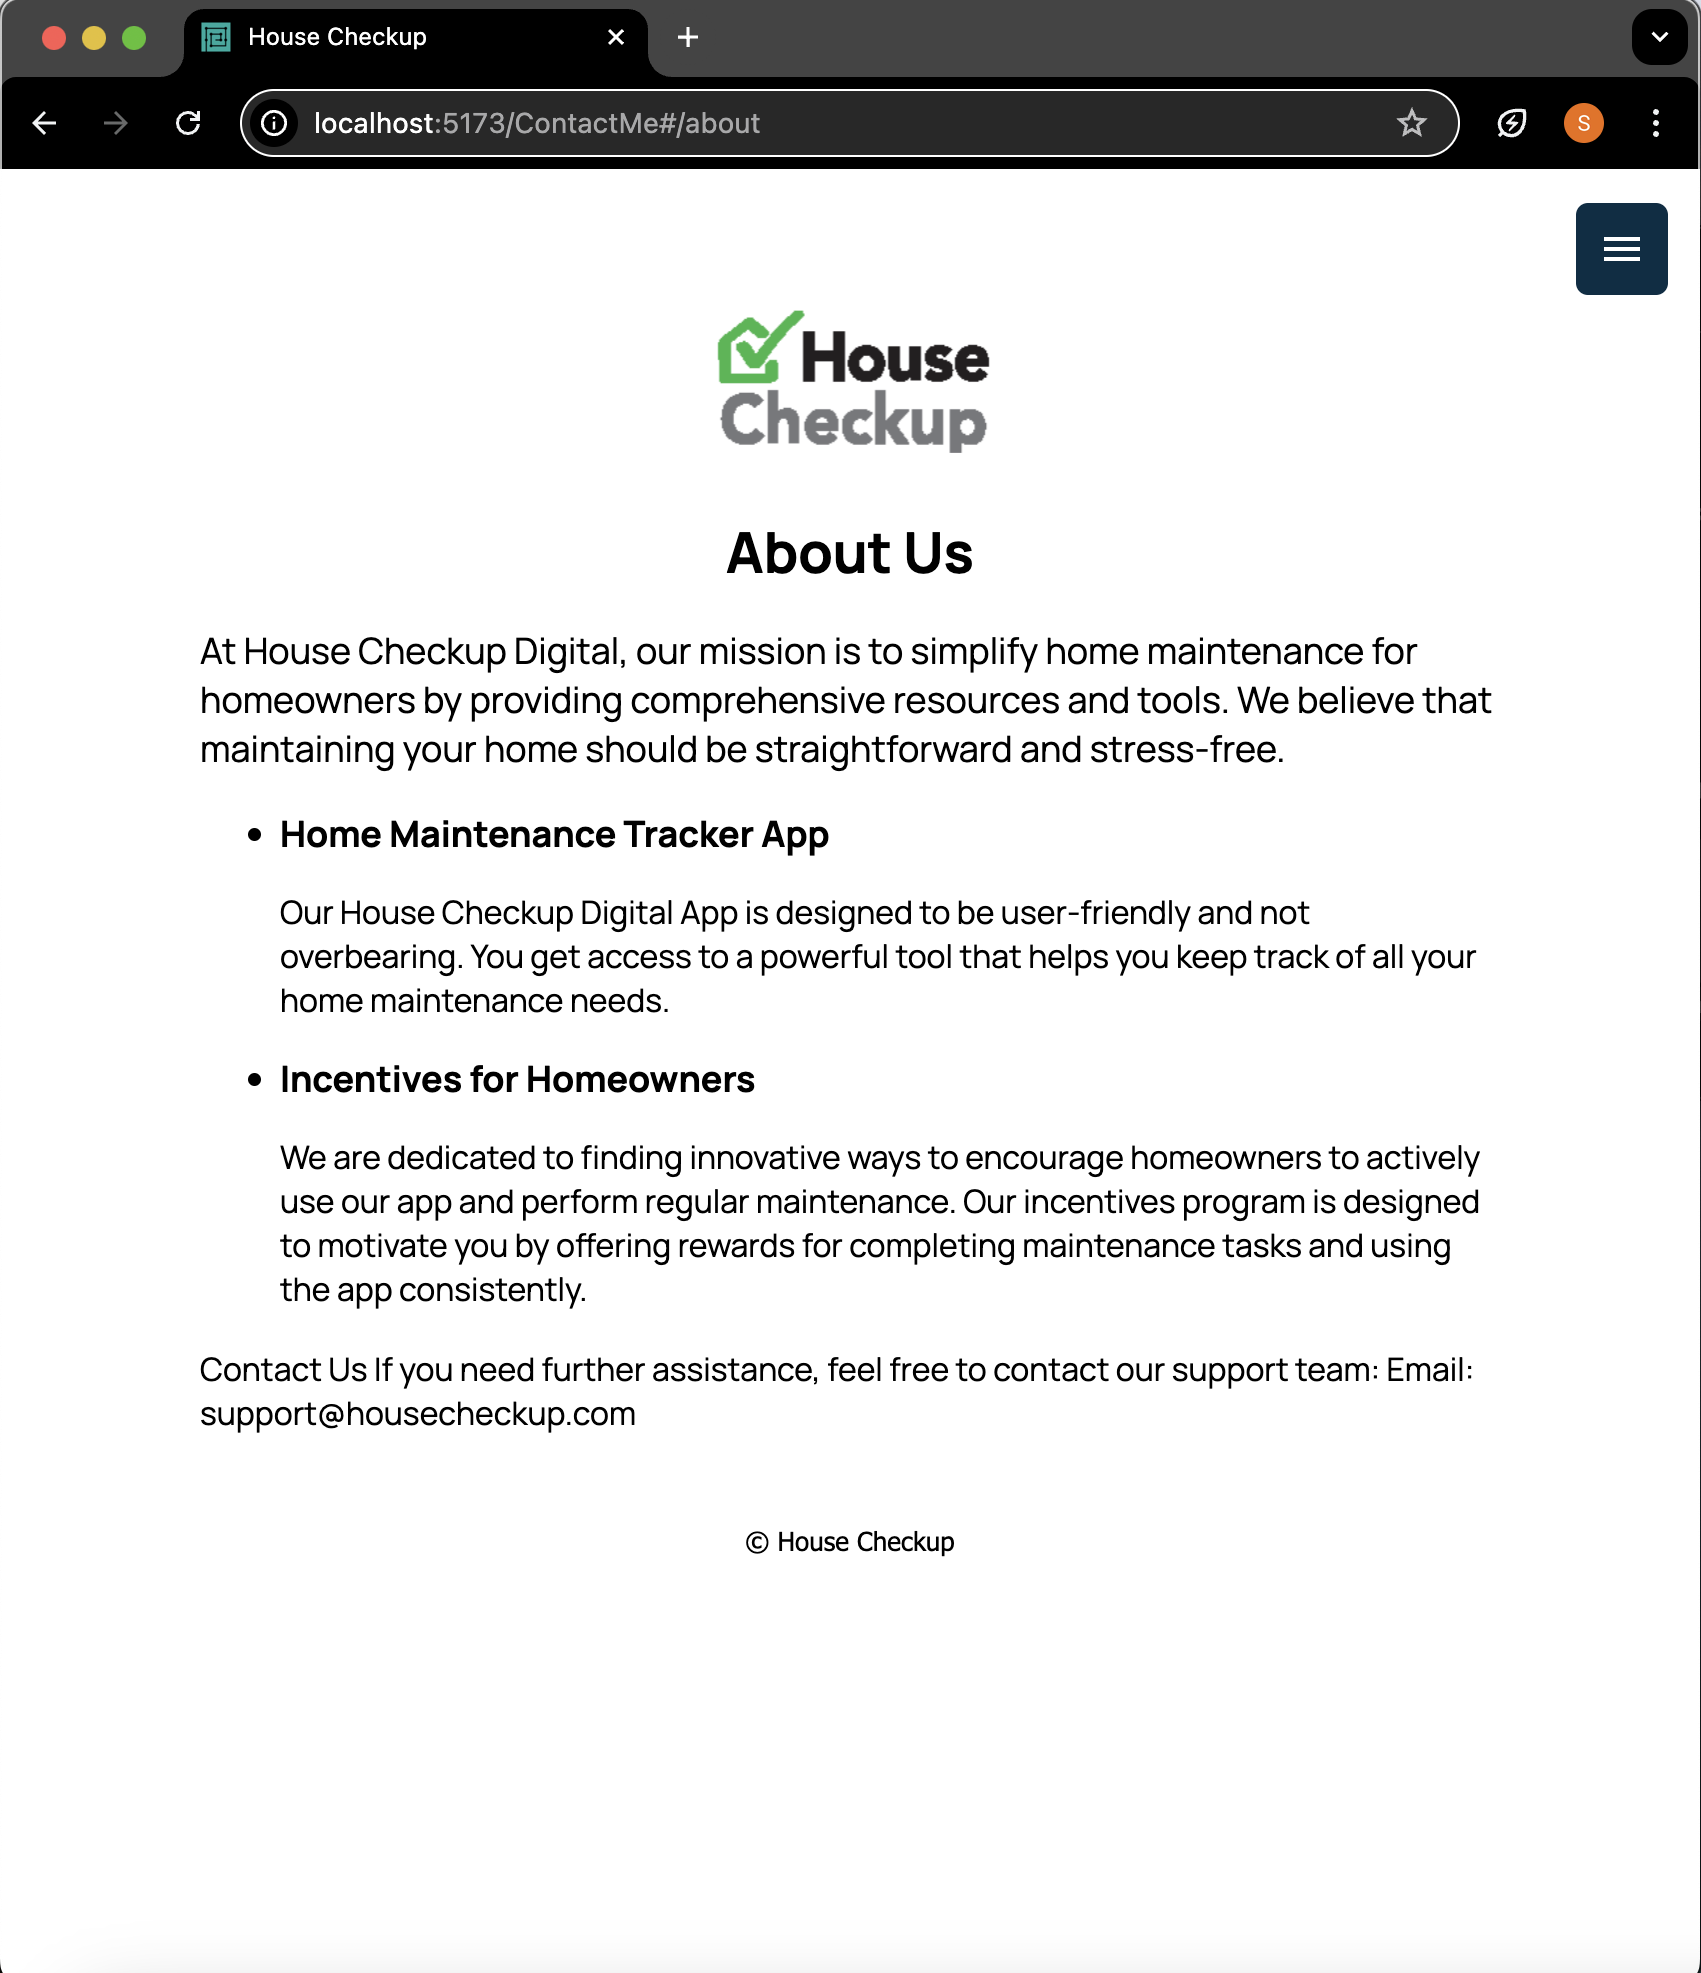 House Checkup
localhost:5173/ContactMe#/about
S
House
Checkup
About Us
At House Checkup Digital, our mission is to simplify home maintenance for
homeowners by providing comprehensive resources and tools. We believe that
maintaining your home should be straightforward and stress-free.
• Home Maintenance Tracker App
Our House Checkup Digital App is designed to be user-friendly and not
overbearing. You get access to a powerful tool that helps you keep track of all your
home maintenance needs.
• Incentives for Homeowners
We are dedicated to finding innovative ways to encourage homeowners to actively
use our app and perform regular maintenance. Our incentives program is designed
to motivate you by offering rewards for completing maintenance tasks and using
the app consistently.
Contact Us If you need further assistance, feel free to contact our support team: Email:
support@housecheckup.com
© House Checkup